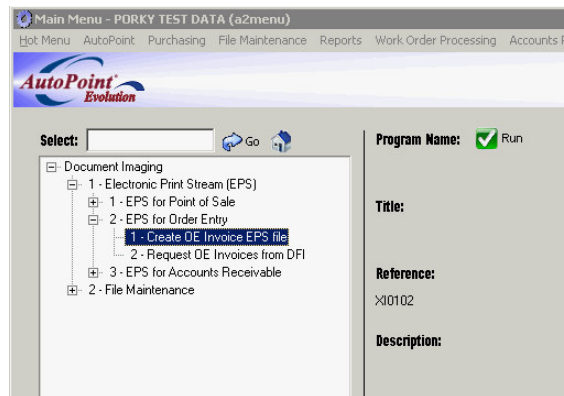 Main Menu - PORKY TEST DATA (a2menu)
Hot Menu AutoPoint Purchasing File Maintenance Reports Work Order Processing Accounts
AutoPoint
Evolution
Select: Go
Program Name: Run
Document Imaging
1 - Electronic Print Stream (EPS)
1 - EPS for Point of Sale
2 - EPS for Order Entry
Title:
1 - Create OE Invoice EPS file
2 - Request OE Invoices from DFI
3 - EPS for Accounts Receivable
Reference:
2 - File Maintenance
XI0102
Description: